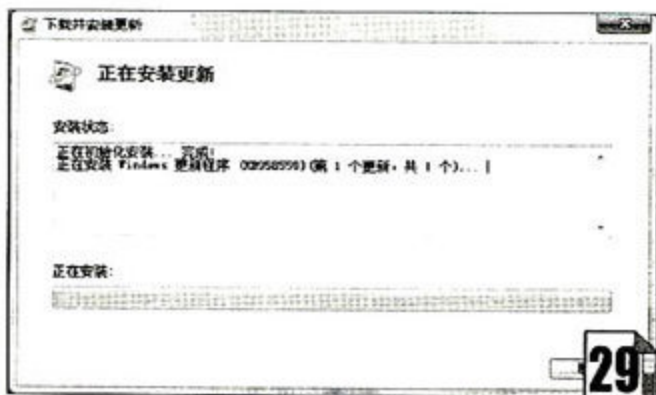 下载并安装更新
正在安装更新
安装状态:
正在初始化安装... 完成!
正在安装 Windows 更新程序 (KB958559)(第 1 个更新，共 1 个)...
正在安装:
29